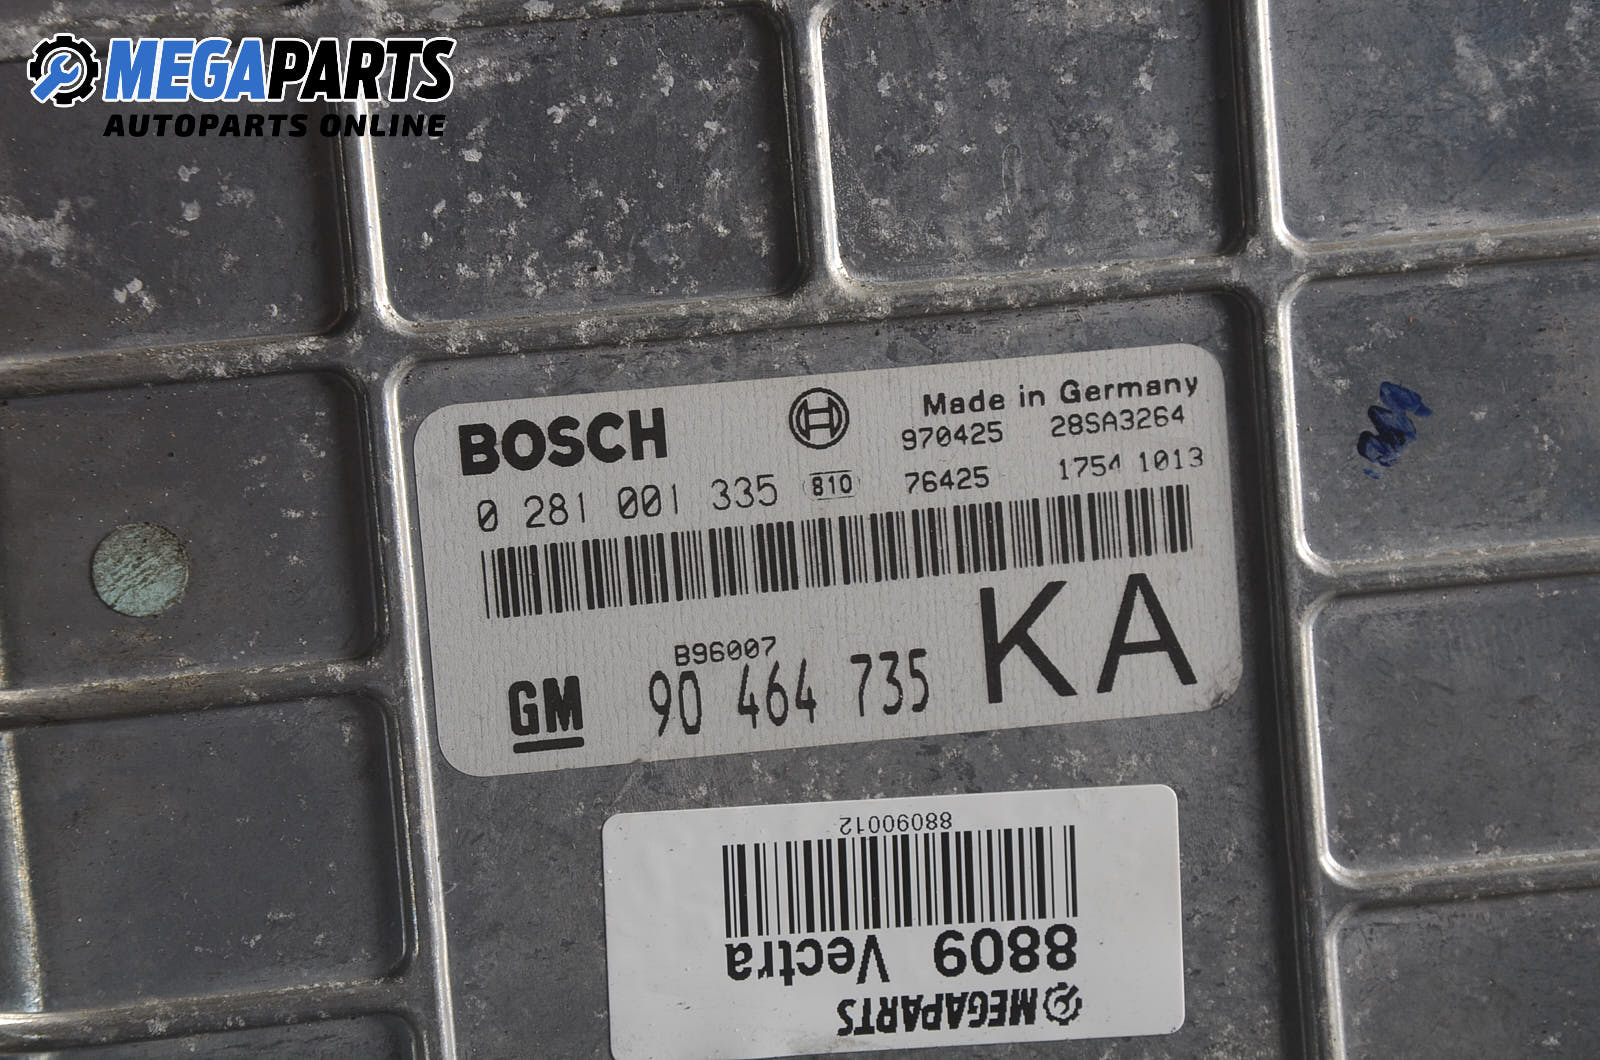 MEGAPARTS
AUTOPARTS ONLINE
BOSCH
Made in Germany
970425 28SA3264
0 281 001 335 810 76425 1754 1013
B96007
GM 90 464 735 KA
MEGAPARTS
8809 Vectra
88090012